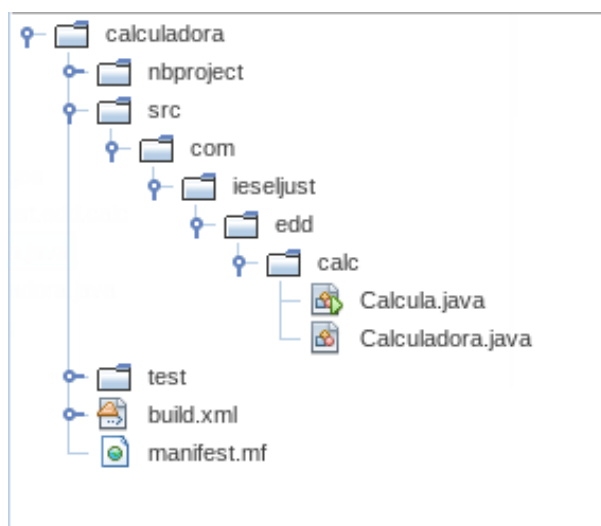 calculadora
nbproject
src
com
ieseljust
edd
calc
Calcula.java
Calculadora.java
test
build.xml
manifest.mf